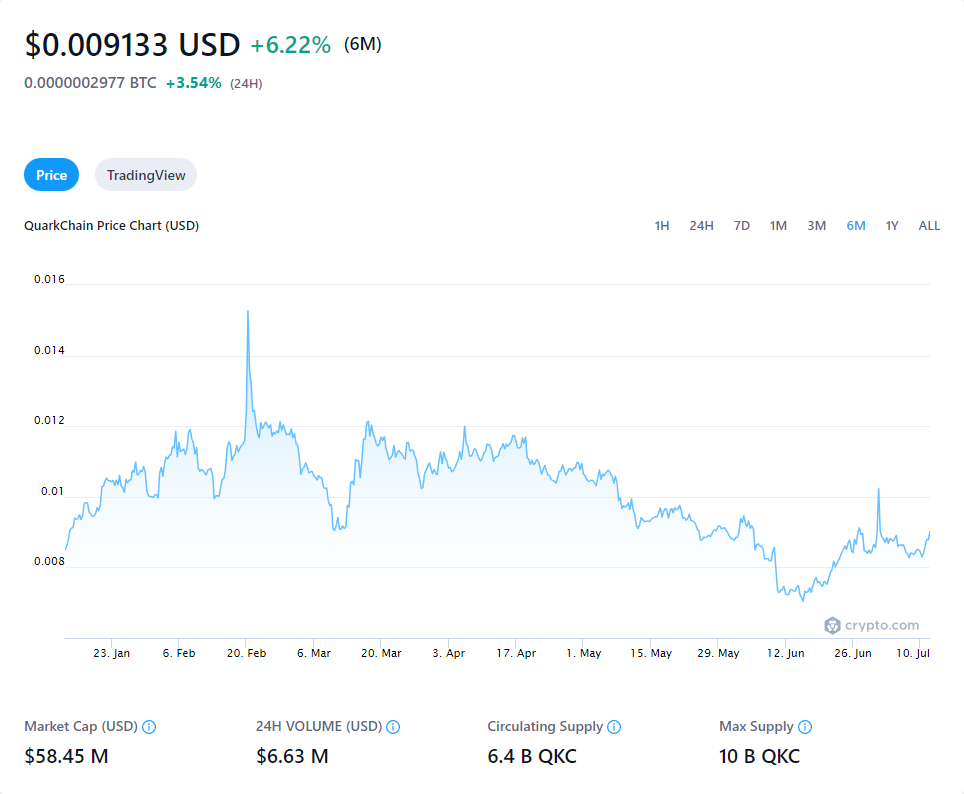 $0.009133 USD +6.22% (6M)
0.0000002977 BTC +3.54% (24H)
Price TradingView
QuarkChain Price Chart (USD) 1H 24H 7D 1M 3M 6M 1Y ALL
0.016
0.014
0.012
0.01
0.008
crypto.com
23. Jan 6. Feb 20. Feb 6. Mar 20. Mar 3. Apr 17. Apr 1. May 15. May 29. May 12. Jun 26. Jun 10. Jul
Market Cap (USD) 24H VOLUME (USD) Circulating Supply Max Supply
$58.45 M $6.63 M 6.4 B QKC 10 B QKC